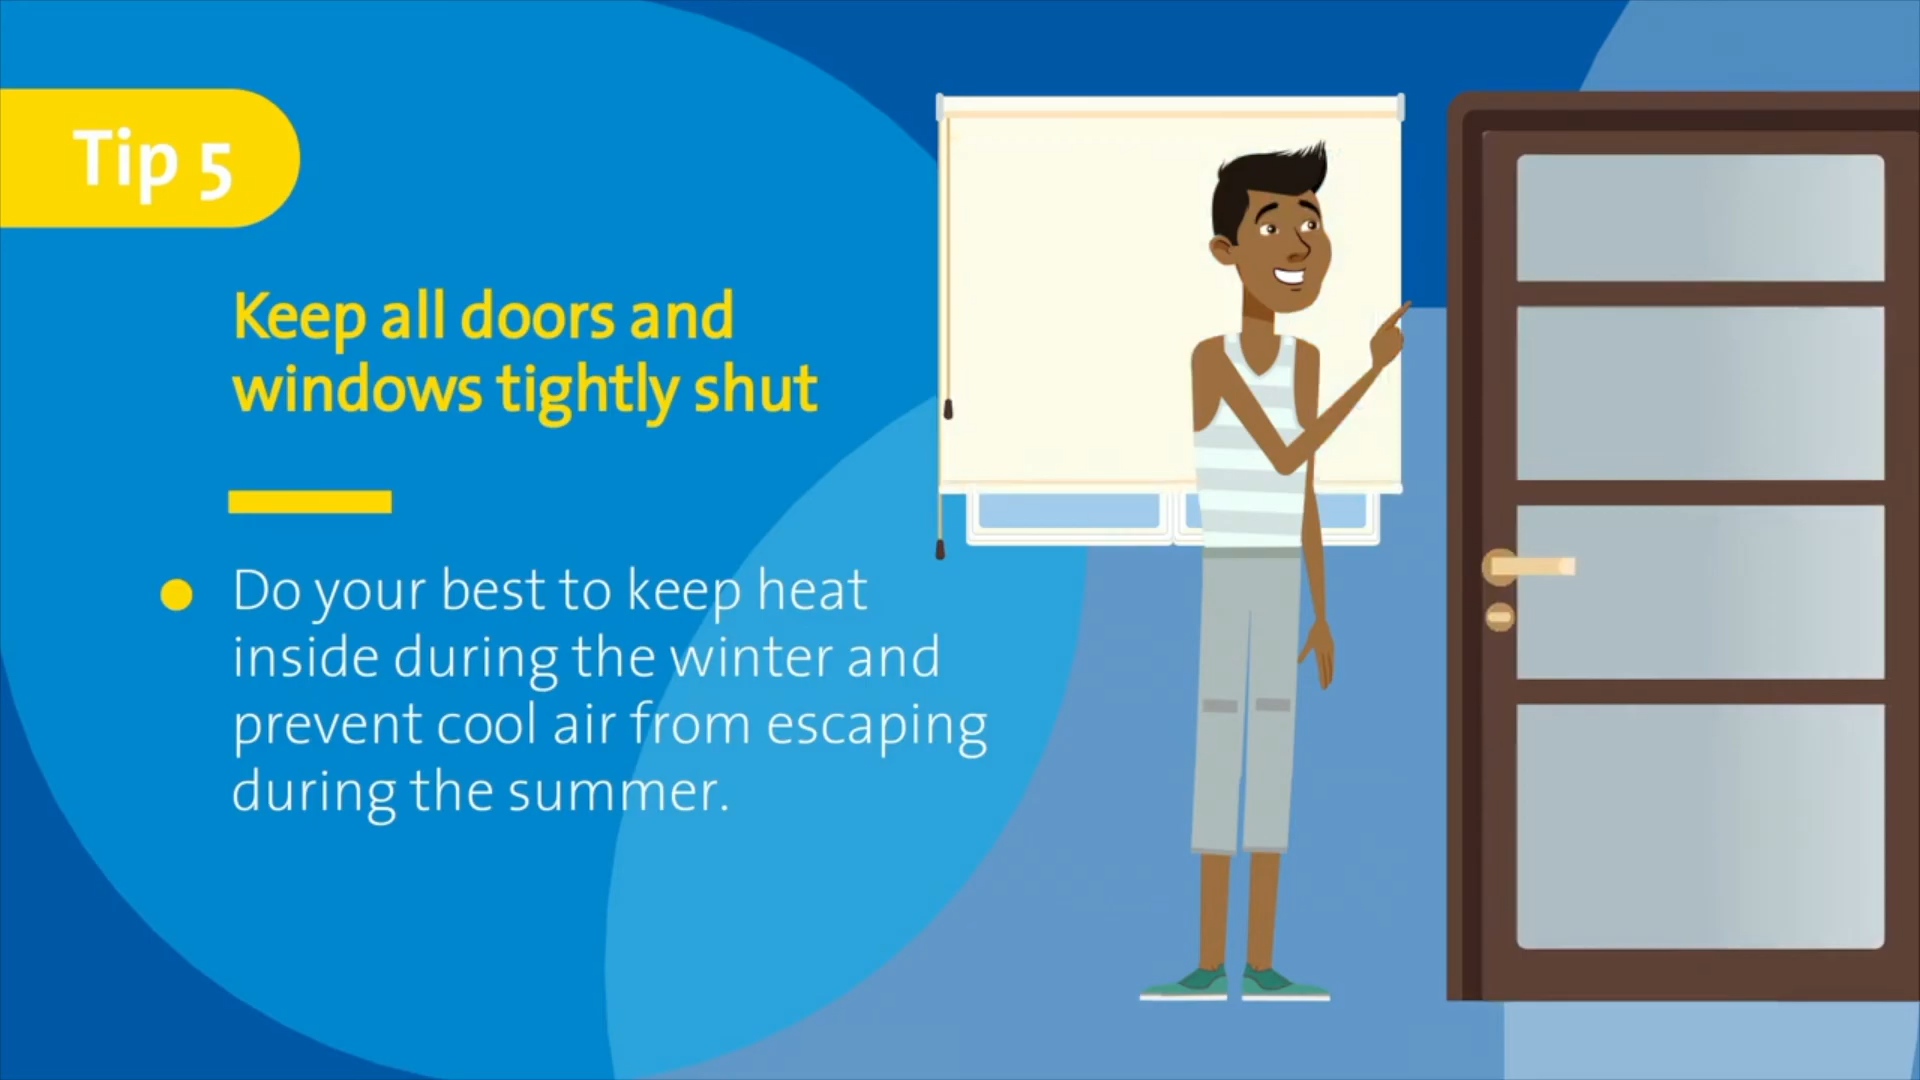 Tip 5
Keep all doors and
windows tightly shut
Do your best to keep heat
inside during the winter and
prevent cool air from escaping
during the summer.